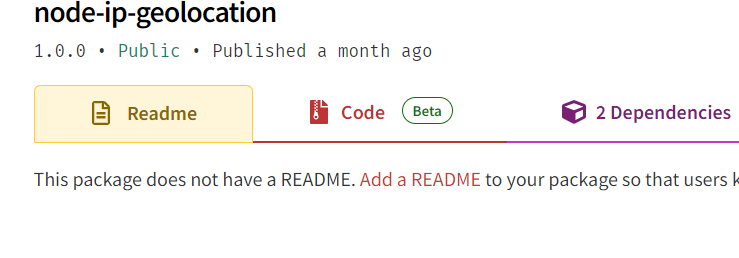 node-ip-geolocation
1.0.0 • Public • Published a month ago
Readme Code Beta 2 Dependencies
This package does not have a README. Add a README to your package so that users k